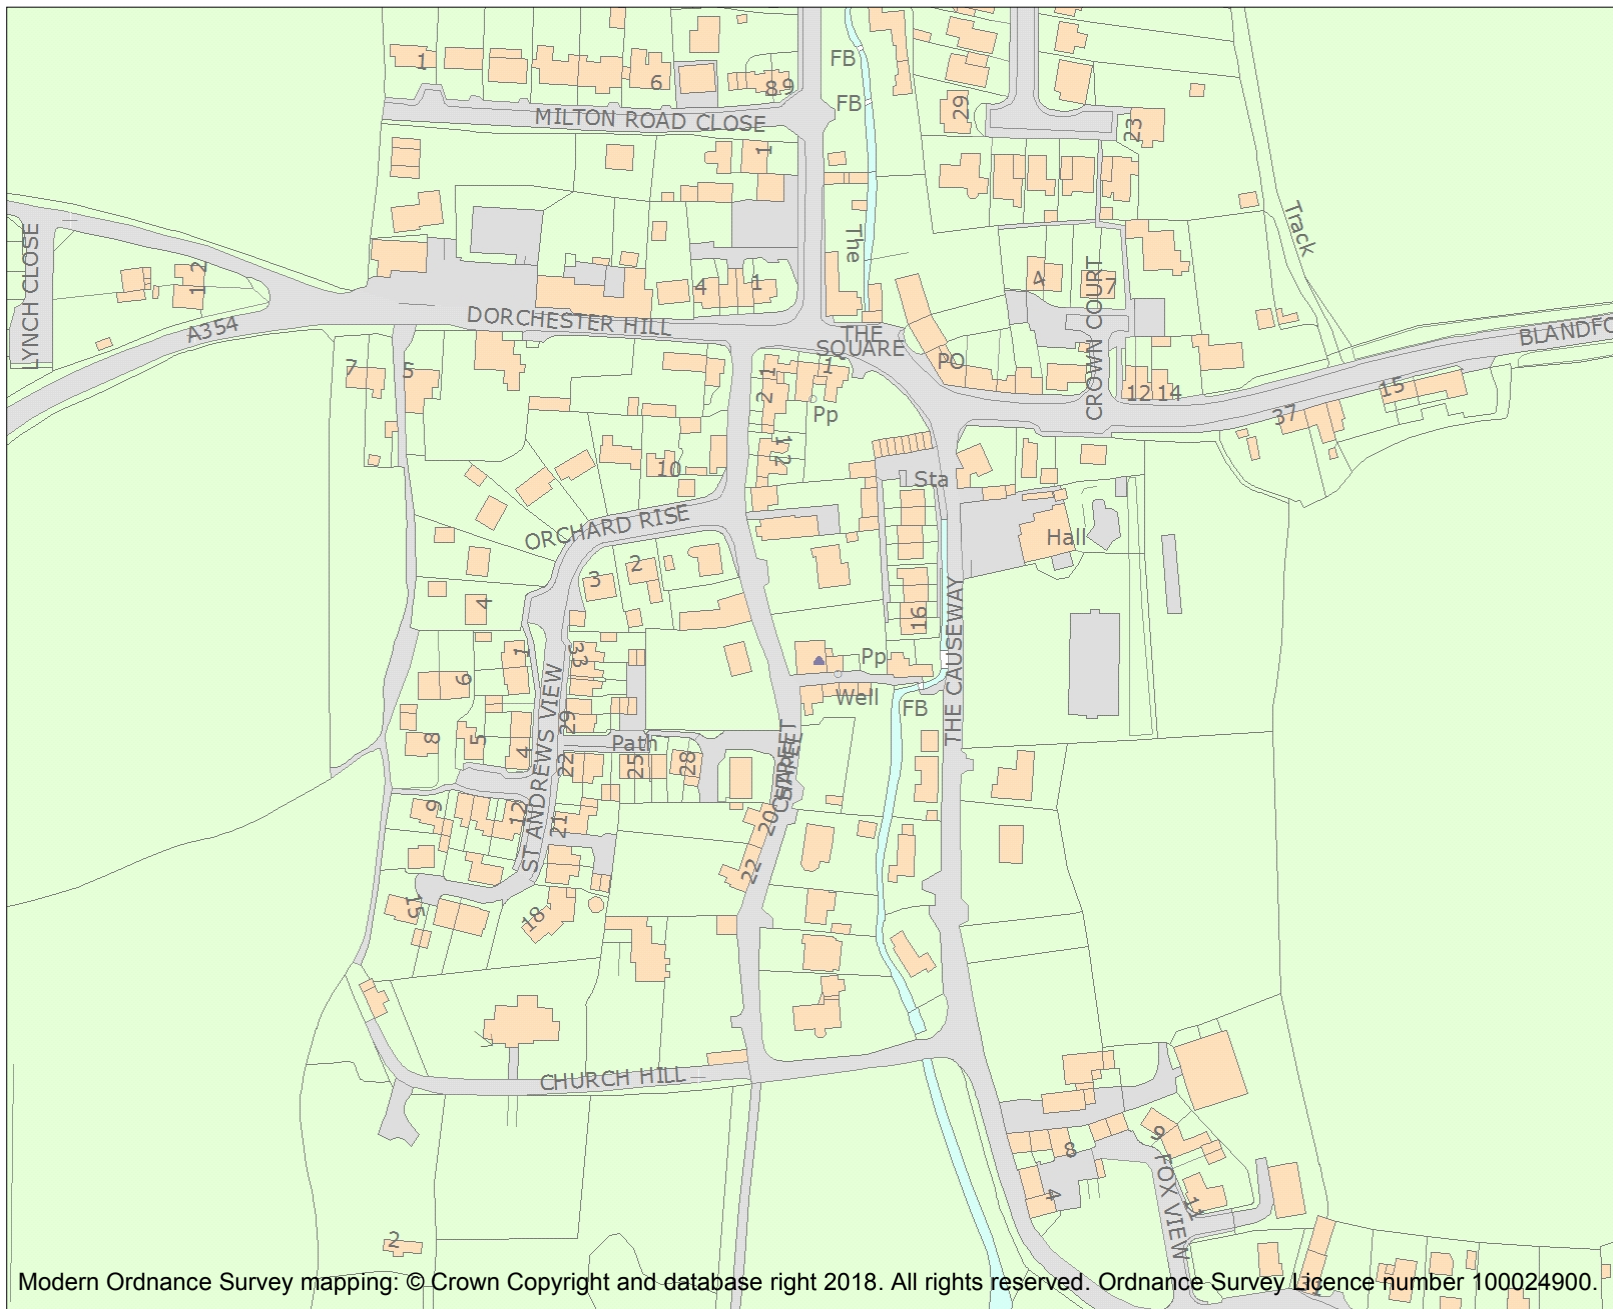 FB
1
6
8 9
FB
29
MILTON ROAD CLOSE
23
1
Track
The
LYNCH CLOSE
12
4
1
4
57
CROWN COURT
A354
DORCHESTER HILL
THE
SQUARE
BLANDFO
PO
7
5
1
1
2
12 14
15
37
Pp
12
10
Sta
ORCHARD RISE
Hall
2
3
4
16
THE CAUSEWAY
1
33
6
Pp
Well
FB
ST ANDREWS VIEW
29
8
5
4
Path
22
25
28
CHAPEL
STREET
9
12
21
20
22
15
18
CHURCH HILL
9
8
4
FOX VIEW
11
2
Modern Ordnance Survey mapping: © Crown Copyright and database right 2018. All rights reserved. Ordnance Survey Licence number 100024900.